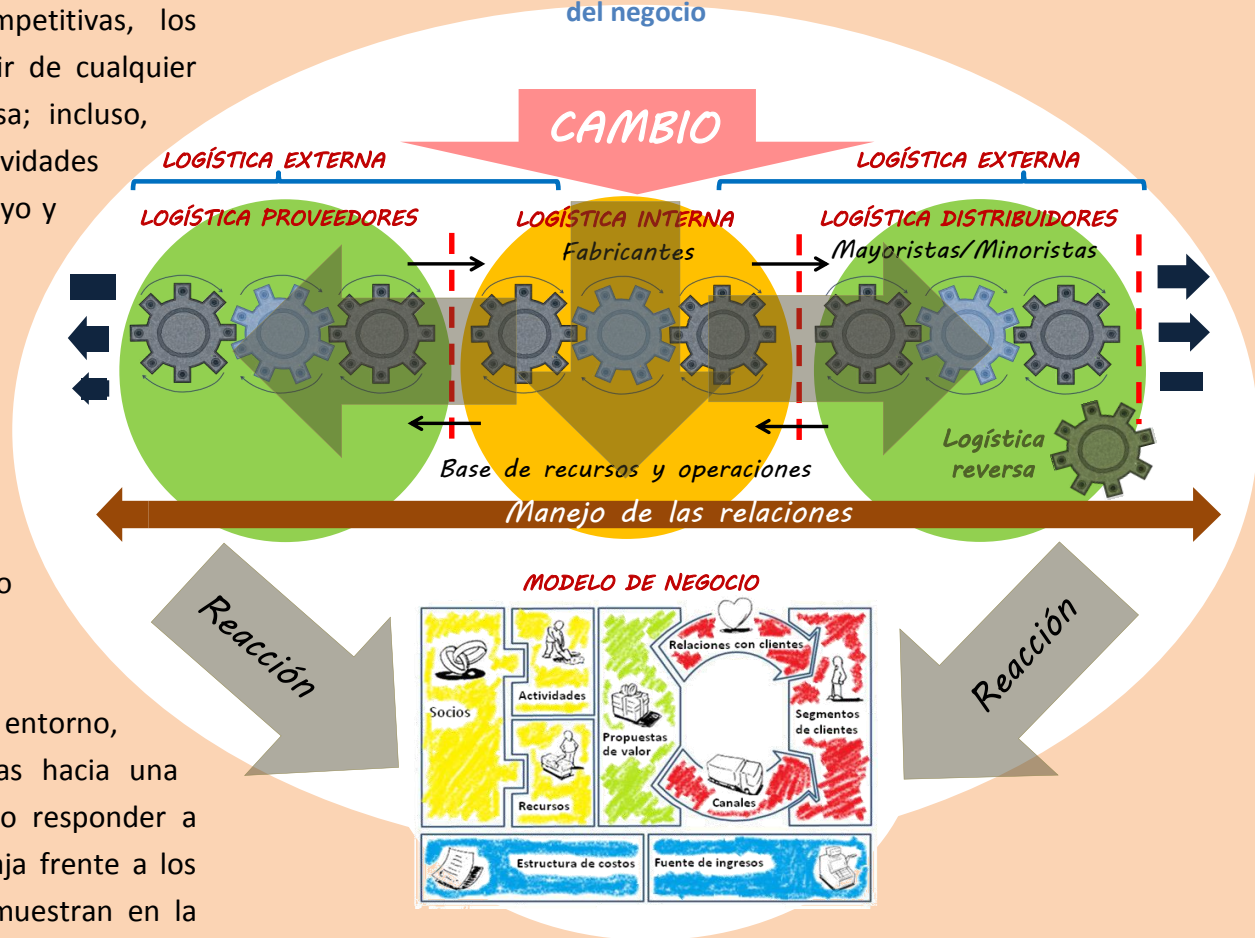 mpetitivas, los
ir de cualquier
sa; incluso,
vidades
yo y
o
entorno,
as hacia una
o responder a
ja frente a los
muestran en la
del negocio
CAMBIO
LOGÍSTICA EXTERNA
LOGÍSTICA EXTERNA
LOGÍSTICA PROVEEDORES
LOGÍSTICA INTERNA
LOGÍSTICA DISTRIBUIDORES
Fabricantes
Mayoristas/Minoristas
Logística
reversa
Base de recursos y operaciones
Manejo de las relaciones
Reacción
Reacción
MODELO DE NEGOCIO
Socios
Actividades
Recursos
Propuestas
de valor
Relaciones con clientes
Canales
Segmentos
de clientes
Estructura de costos
Fuente de ingresos